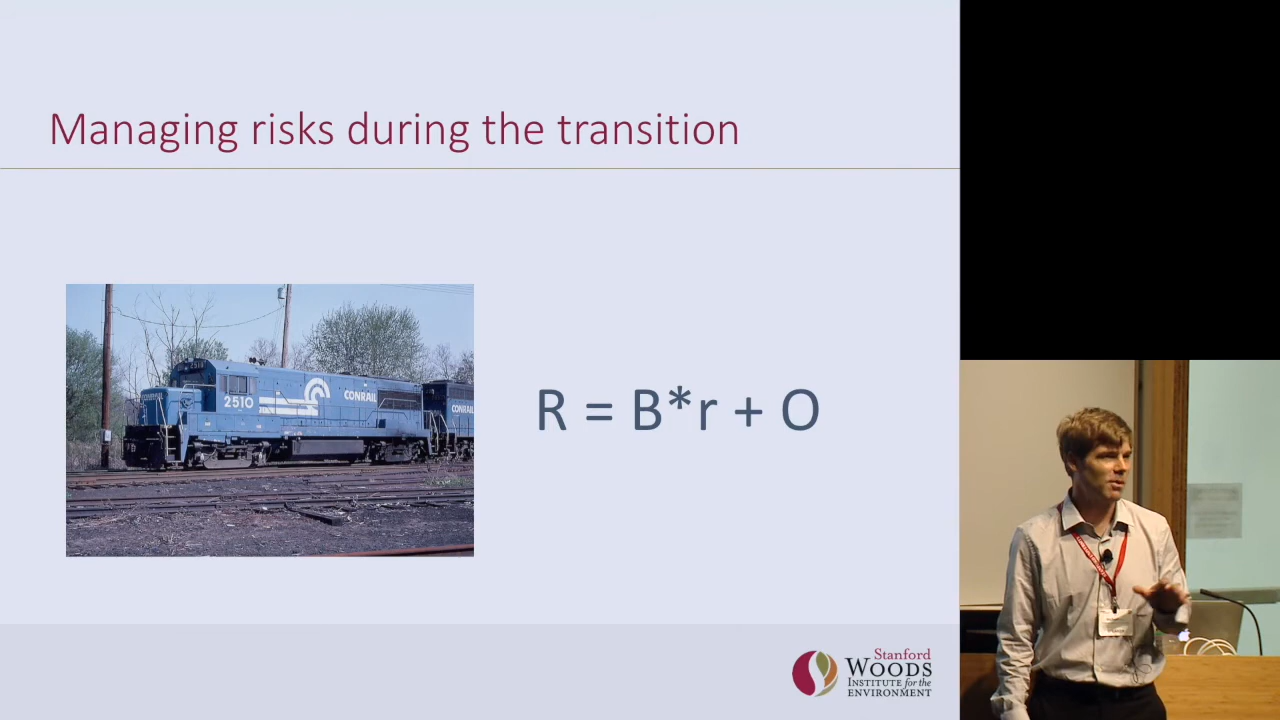 Managing risks during the transition
2510
CONRAIL
CONRAIL
R = B*r + O
Stanford
WOODS
INSTITUTE for the
ENVIRONMENT